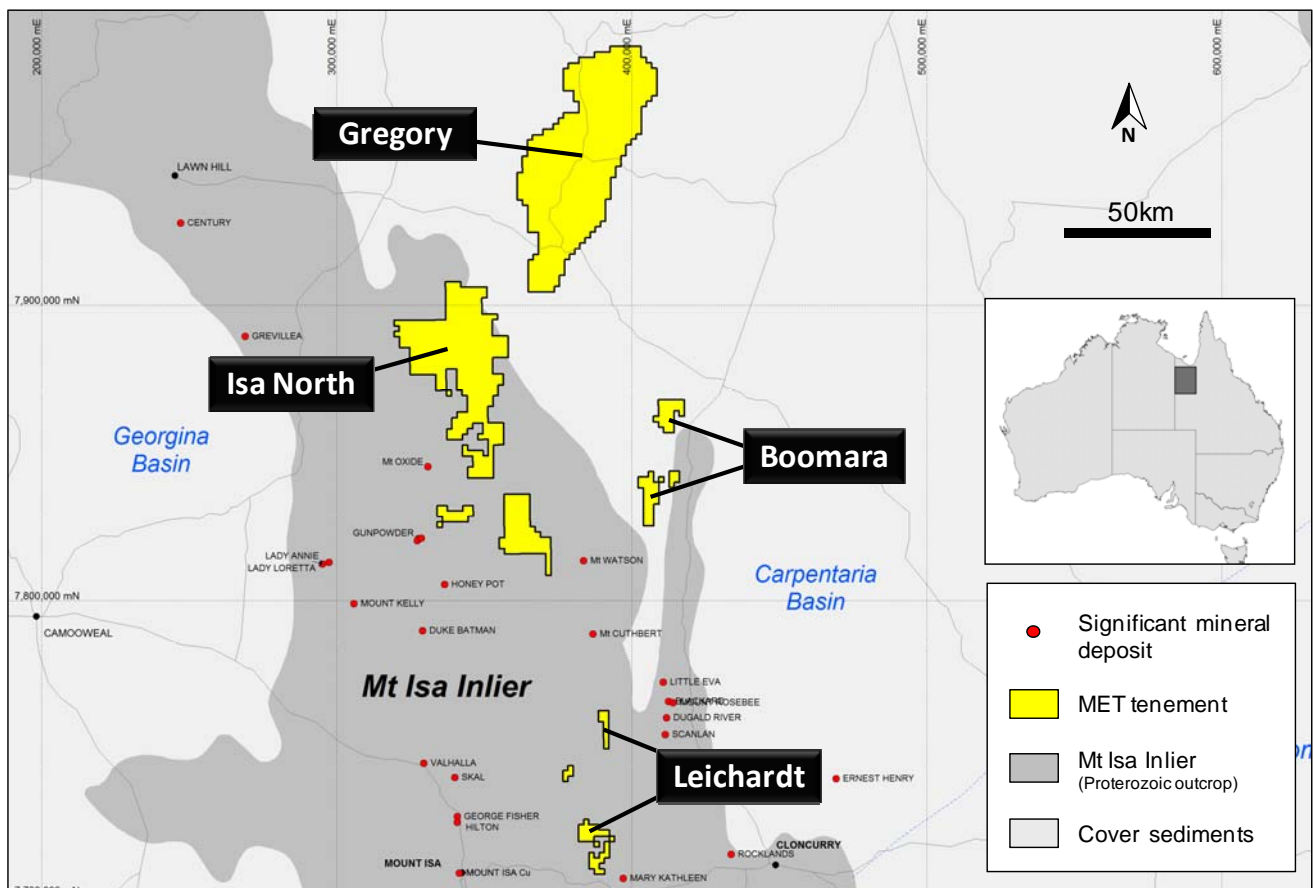 200,000 mE
300,000 mE
400,000 mE
500,000 mE
600,000 mE
Gregory
N
LAWN HILL
50km
CENTURY
7,900,000 mN
GREVILLEA
Isa North
Georgina
Basin
Boomara
Mt OXIDE
GUNPOWDER
LADY ANNIE
LADY LORETTA
Mt WATSON
Carpentaria
Basin
HONEY POT
MOUNT KELLY
7,800,000 mN
CAMOOWEAL
DUKE BATMAN
Mt CUTHBERT
Significant mineral
deposit
Mt Isa Inlier
LITTLE EVA
MOUNT ROSEBEE
DUGALD RIVER
SCANLAN
MET tenement
VALHALLA
SKAL
Leichardt
ERNEST HENRY
Mt Isa Inlier
(Proterozoic outcrop)
GEORGE FISHER
HILTON
Cover sediments
CLONCURRY
ROCKLANDS
MOUNT ISA
MOUNT ISA Cu
MARY KATHLEEN